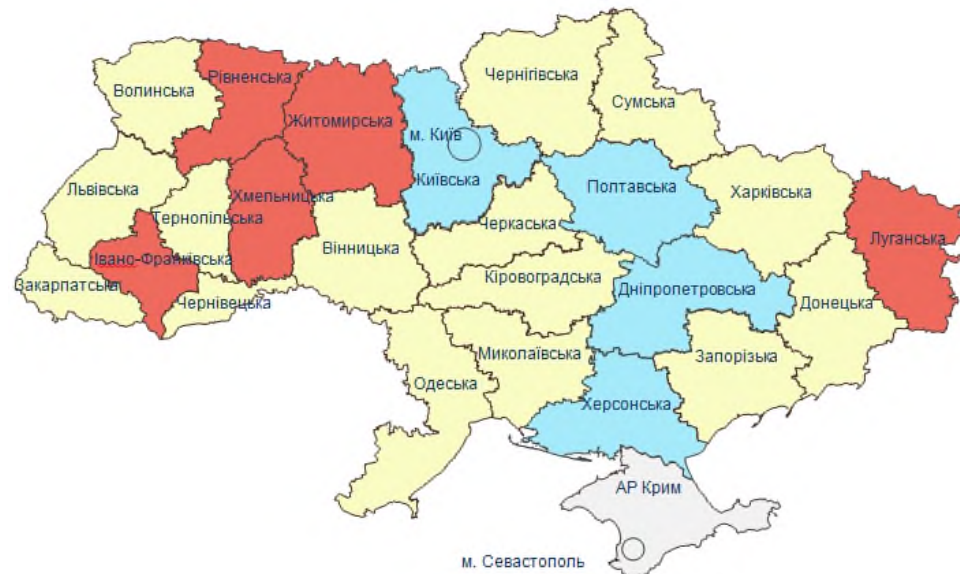 Чернігівська
Рівненська
Волинська
Сумська
Житомирська
м. Київ
Київська
Полтавська
Харківська
Львівська
Хмельницька
Тернопільська
Черкаська
Луганська
Вінницька
Івано-Франківська
Кіровоградська
Закарпатська
Дніпропетровська
Донецька
Чернівецька
Миколаївська
Запорізька
Одеська
Херсонська
АР Крим
м. Севастополь